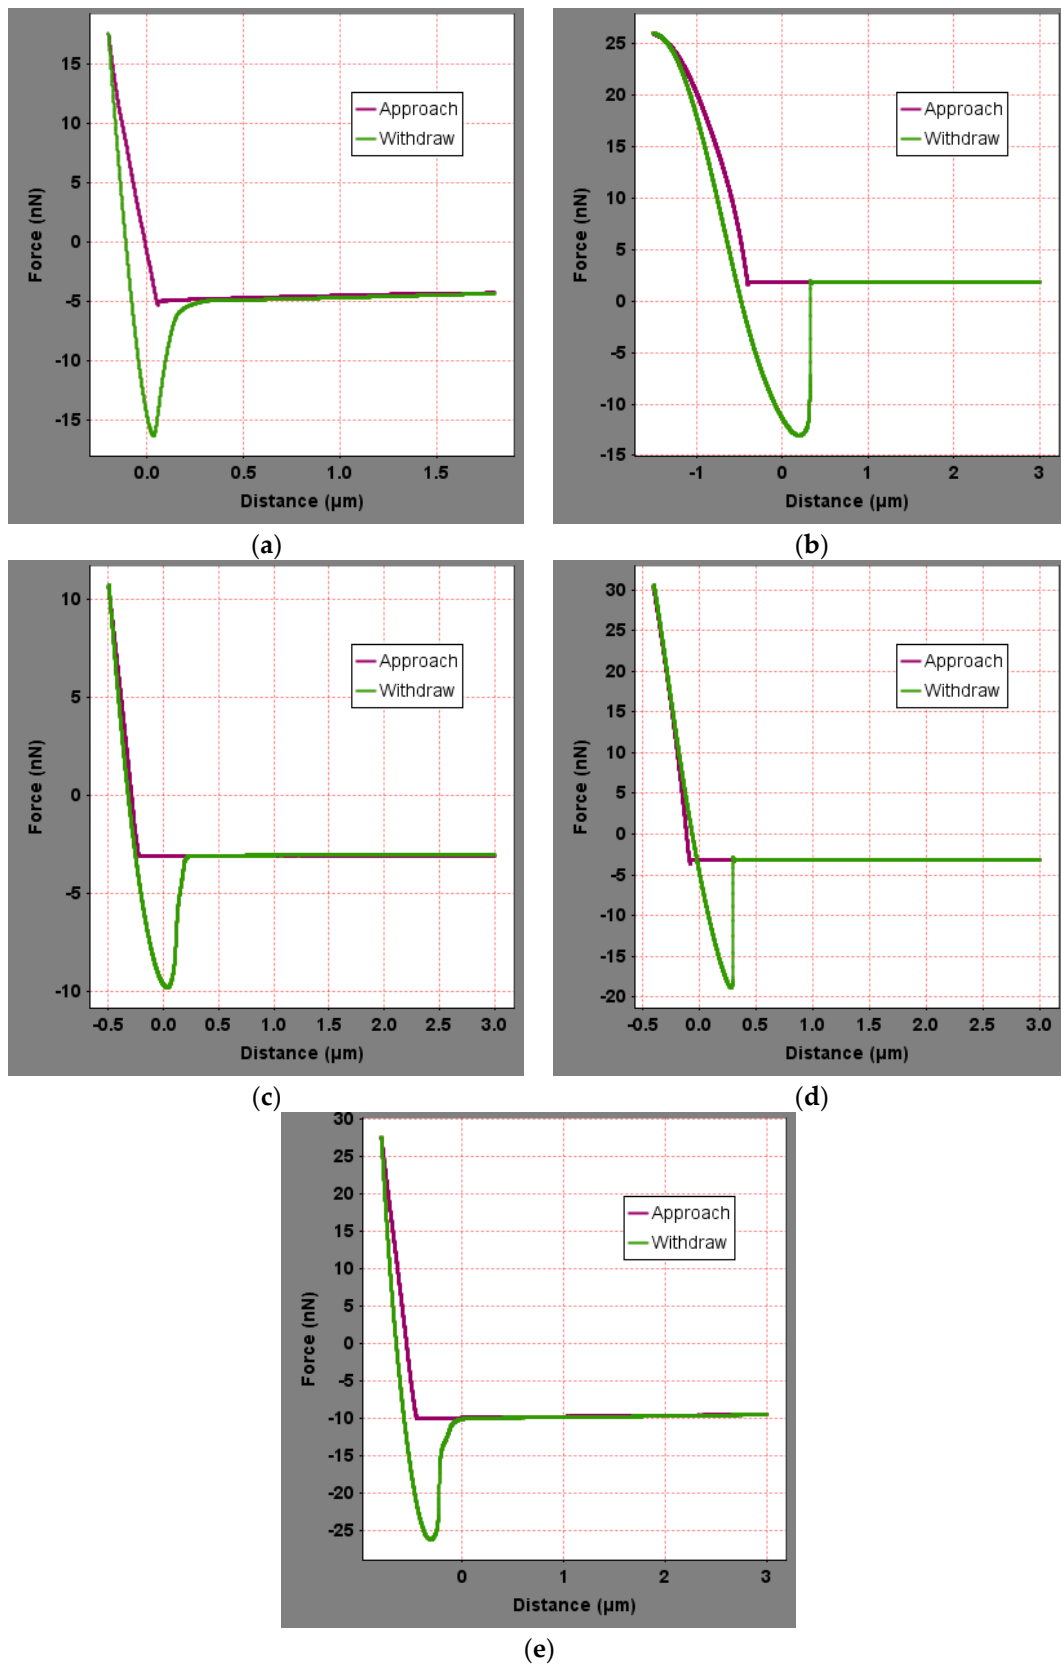 15
10
5
0
-5
-10
-15
Force (nN)
Approach
Withdraw
0.0 0.5 1.0 1.5
Distance (µm)
(a)
25
20
15
10
5
0
-5
-10
-15
Force (nN)
Approach
Withdraw
-1 0 1 2 3
Distance (µm)
(b)
10
5
0
-5
-10
Force (nN)
Approach
Withdraw
-0.5 0.0 0.5 1.0 1.5 2.0 2.5 3.0
Distance (µm)
(c)
30
25
20
15
10
5
0
-5
-10
-15
-20
Force (nN)
Approach
Withdraw
-0.5 0.0 0.5 1.0 1.5 2.0 2.5 3.0
Distance (µm)
(d)
30
25
20
15
10
5
0
-5
-10
-15
-20
-25
Force (nN)
Approach
Withdraw
0 1 2 3
Distance (µm)
(e)